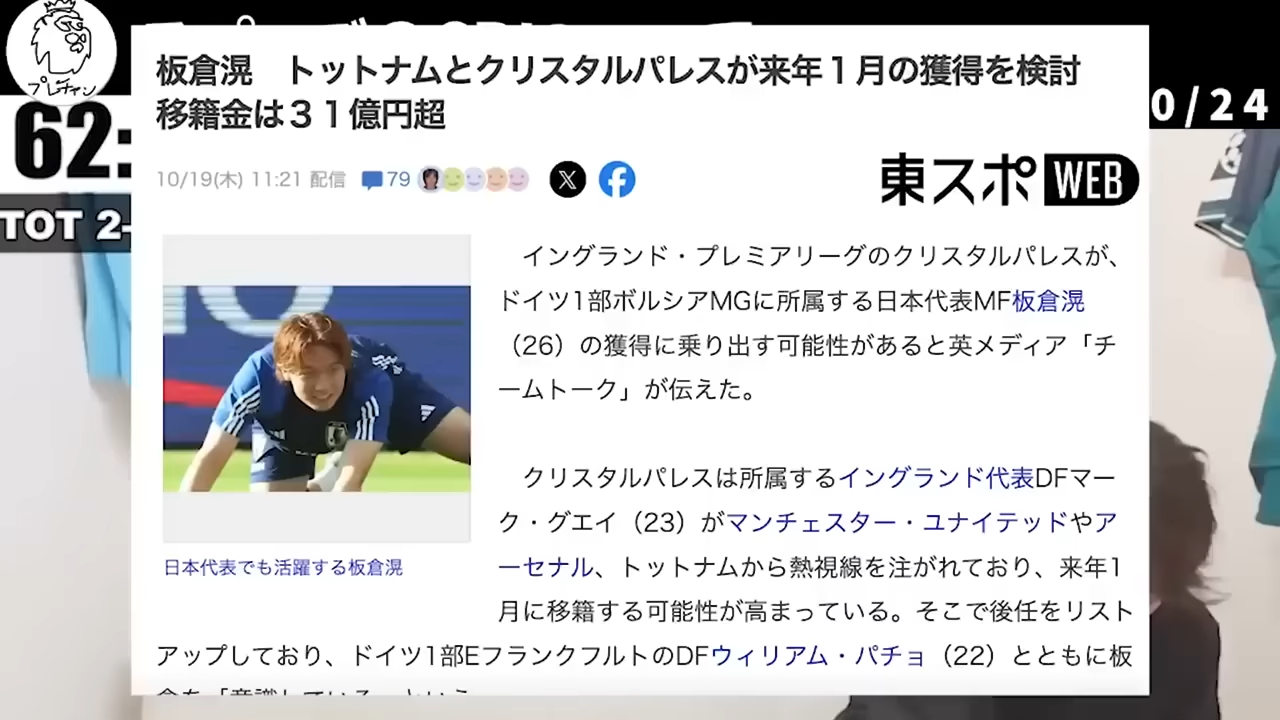 プレチャン
板倉滉　トットナムとクリスタルパレスが来年１月の獲得を検討
移籍金は３１億円超
62:
0/24
10/19(木) 11:21 配信
79
東スポ WEB
TOT 2-
イングランド・プレミアリーグのクリスタルパレスが、
ドイツ1部ボルシアMGに所属する日本代表MF板倉滉
（26）の獲得に乗り出す可能性があると英メディア「チ
ームトーク」が伝えた。
クリスタルパレスは所属するイングランド代表DFマー
ク・グエイ（23）がマンチェスター・ユナイテッドやア
ーセナル、トットナムから熱視線を注がれており、来年1
月に移籍する可能性が高まっている。そこで後任をリスト
アップしており、ドイツ1部EフランクフルトのDFウィリアム・パチョ（22）とともに板
日本代表でも活躍する板倉滉